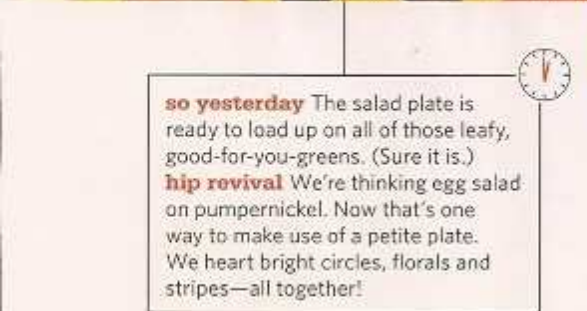 so yesterday The salad plate is
ready to load up on all of those leafy,
good-for-you-greens. (Sure it is.)
hip revival We're thinking egg salad
on pumpernickel. Now that's one
way to make use of a petite plate.
We heart bright circles, florals and
stripes—all together!